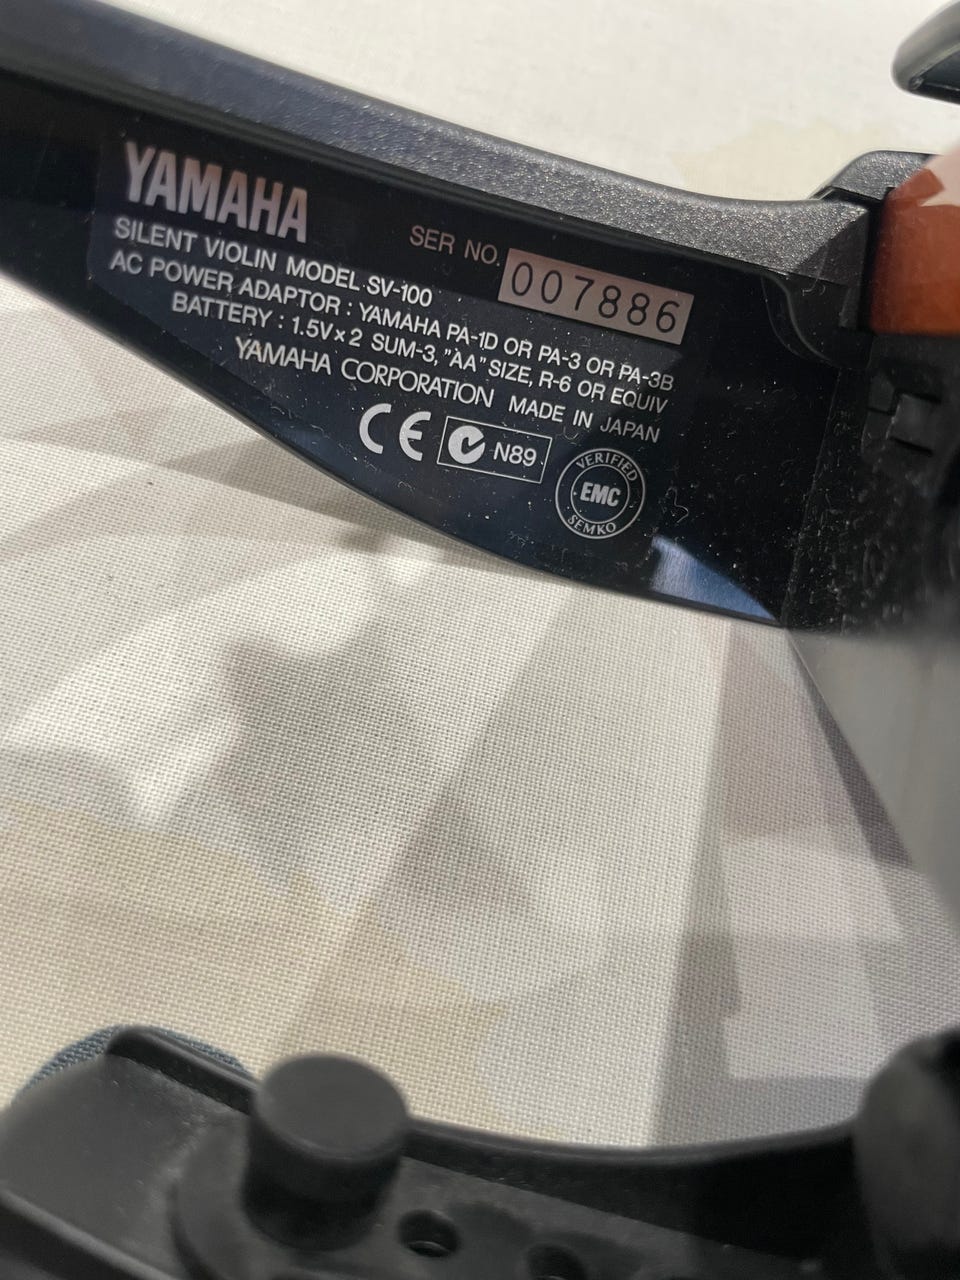 YAMAHA
SER NO. 007886
SILENT VIOLIN MODEL SV-100
AC POWER ADAPTOR : YAMAHA PA-1D OR PA-3 OR PA-3B
BATTERY : 1.5V×2 SUM-3, "AA" SIZE, R-6 OR EQUIV
YAMAHA CORPORATION MADE IN JAPAN
CE N89
VERIFIED
EMC
SEMKO